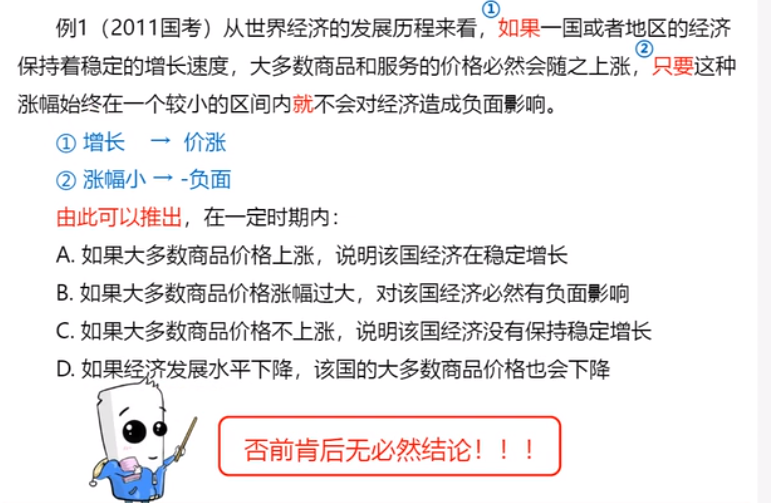 ①
例1（2011国考）从世界经济的发展历程来看，如果一国或者地区的经济
②
保持着稳定的增长速度，大多数商品和服务的价格必然会随之上涨，只要这种
涨幅始终在一个较小的区间内就不会对经济造成负面影响。
① 增长 → 价涨
② 涨幅小 → -负面
由此可以推出，在一定时期内：
A. 如果大多数商品价格上涨，说明该国经济在稳定增长
B. 如果大多数商品价格涨幅过大，对该国经济必然有负面影响
C. 如果大多数商品价格不上涨，说明该国经济没有保持稳定增长
D. 如果经济发展水平下降，该国的大多数商品价格也会下降
否前肯后无必然结论！！！